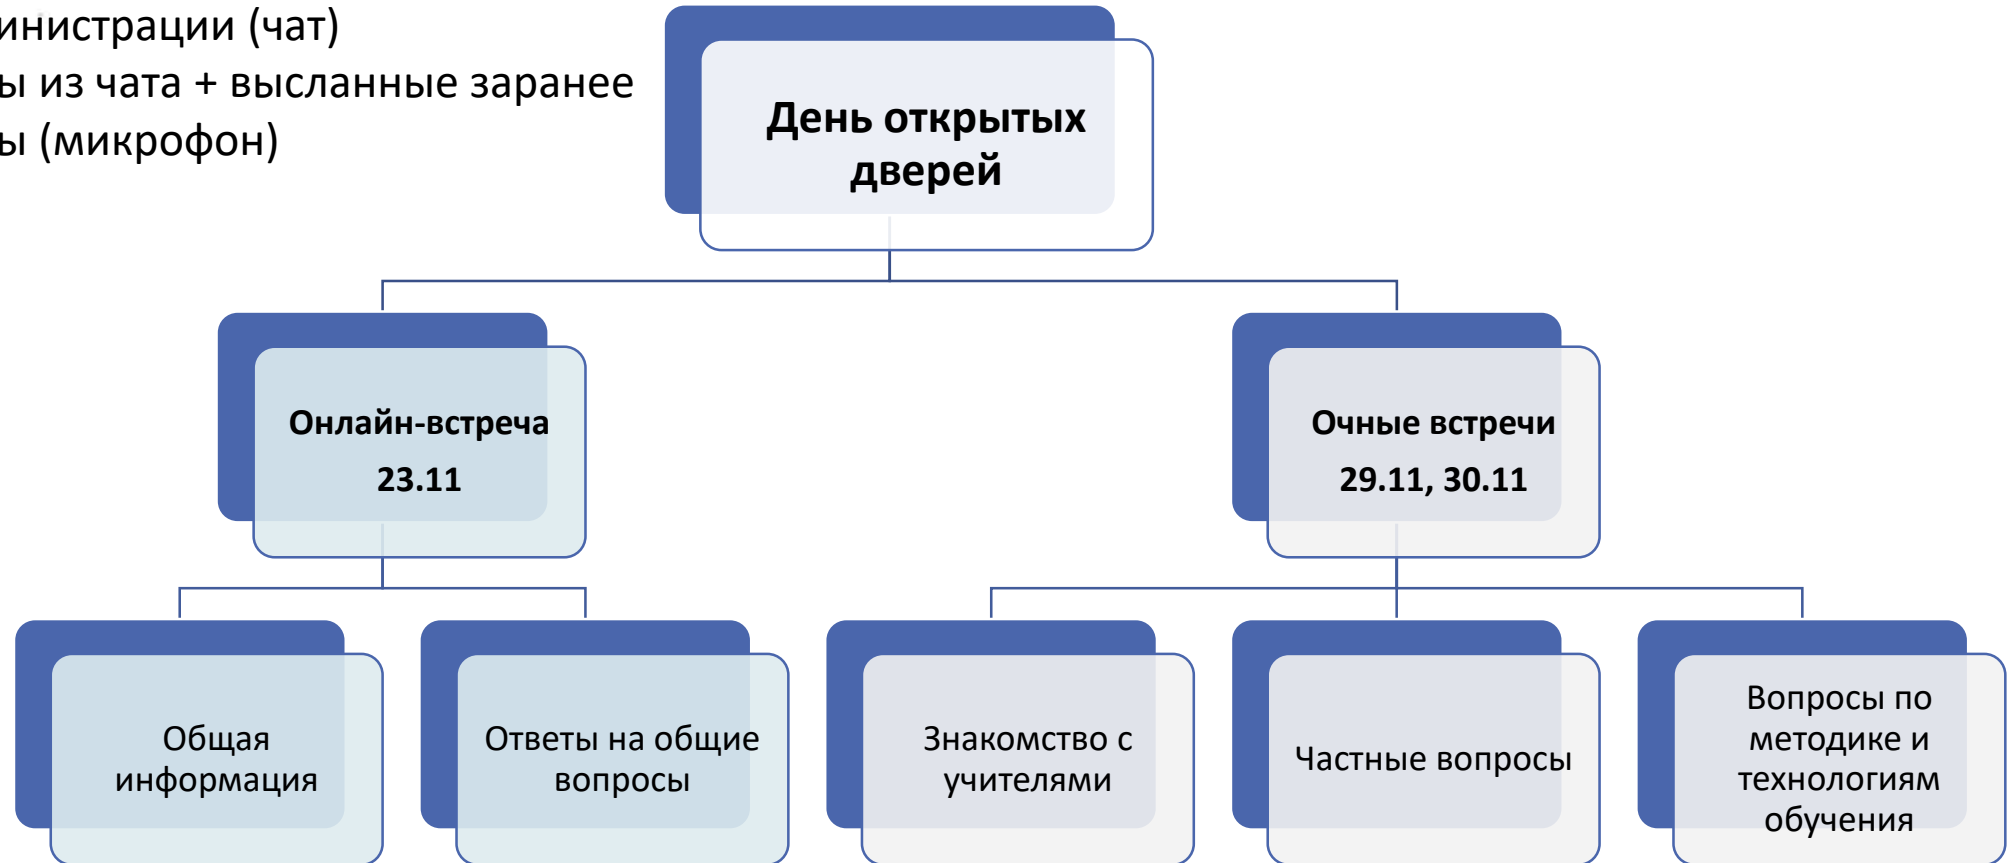 инистрации (чат)
ы из чата + высланные заранее
ы (микрофон)
День открытых
дверей
Онлайн-встреча
23.11
Очные встречи
29.11, 30.11
Общая
информация
Ответы на общие
вопросы
Знакомство с
учителями
Частные вопросы
Вопросы по
методике и
технологиям
обучения